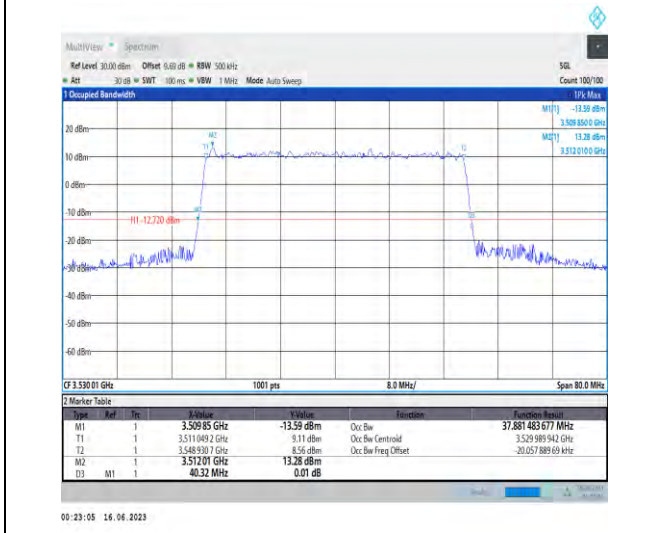 MultiView Spectrum
Ref Level 30.00 dBm Offset 9.69 dB RBW 500 kHz SGL
Att 30 dB SWT 100 ms VBW 1 MHz Mode Auto Sweep Count 100/100
1 Occupied Bandwidth 1Pk Max
M1[1] -13.59 dBm
3.509 850 0 GHz
M2[1] 13.28 dBm
3.512 010 0 GHz
20 dBm
M2
T1 T2
10 dBm
0 dBm
-10 dBm
H1 -12.720 dBm
-20 dBm
-30 dBm
-40 dBm
-50 dBm
-60 dBm
CF 3.530 01 GHz 1001 pts 8.0 MHz/ Span 80.0 MHz
2 Marker Table
Type Ref Trc X-Value Y-Value Function Function Result
M1 1 3.509 85 GHz -13.59 dBm Occ Bw 37.881 483 677 MHz
T1 1 3.511 049 2 GHz 9.11 dBm Occ Bw Centroid 3.529 989 942 GHz
T2 1 3.548 930 7 GHz 8.56 dBm Occ Bw Freq Offset -20.057 889 69 kHz
M2 1 3.512 01 GHz 13.28 dBm
D3 M1 1 40.32 MHz 0.01 dB
00:23:05 16.06.2023